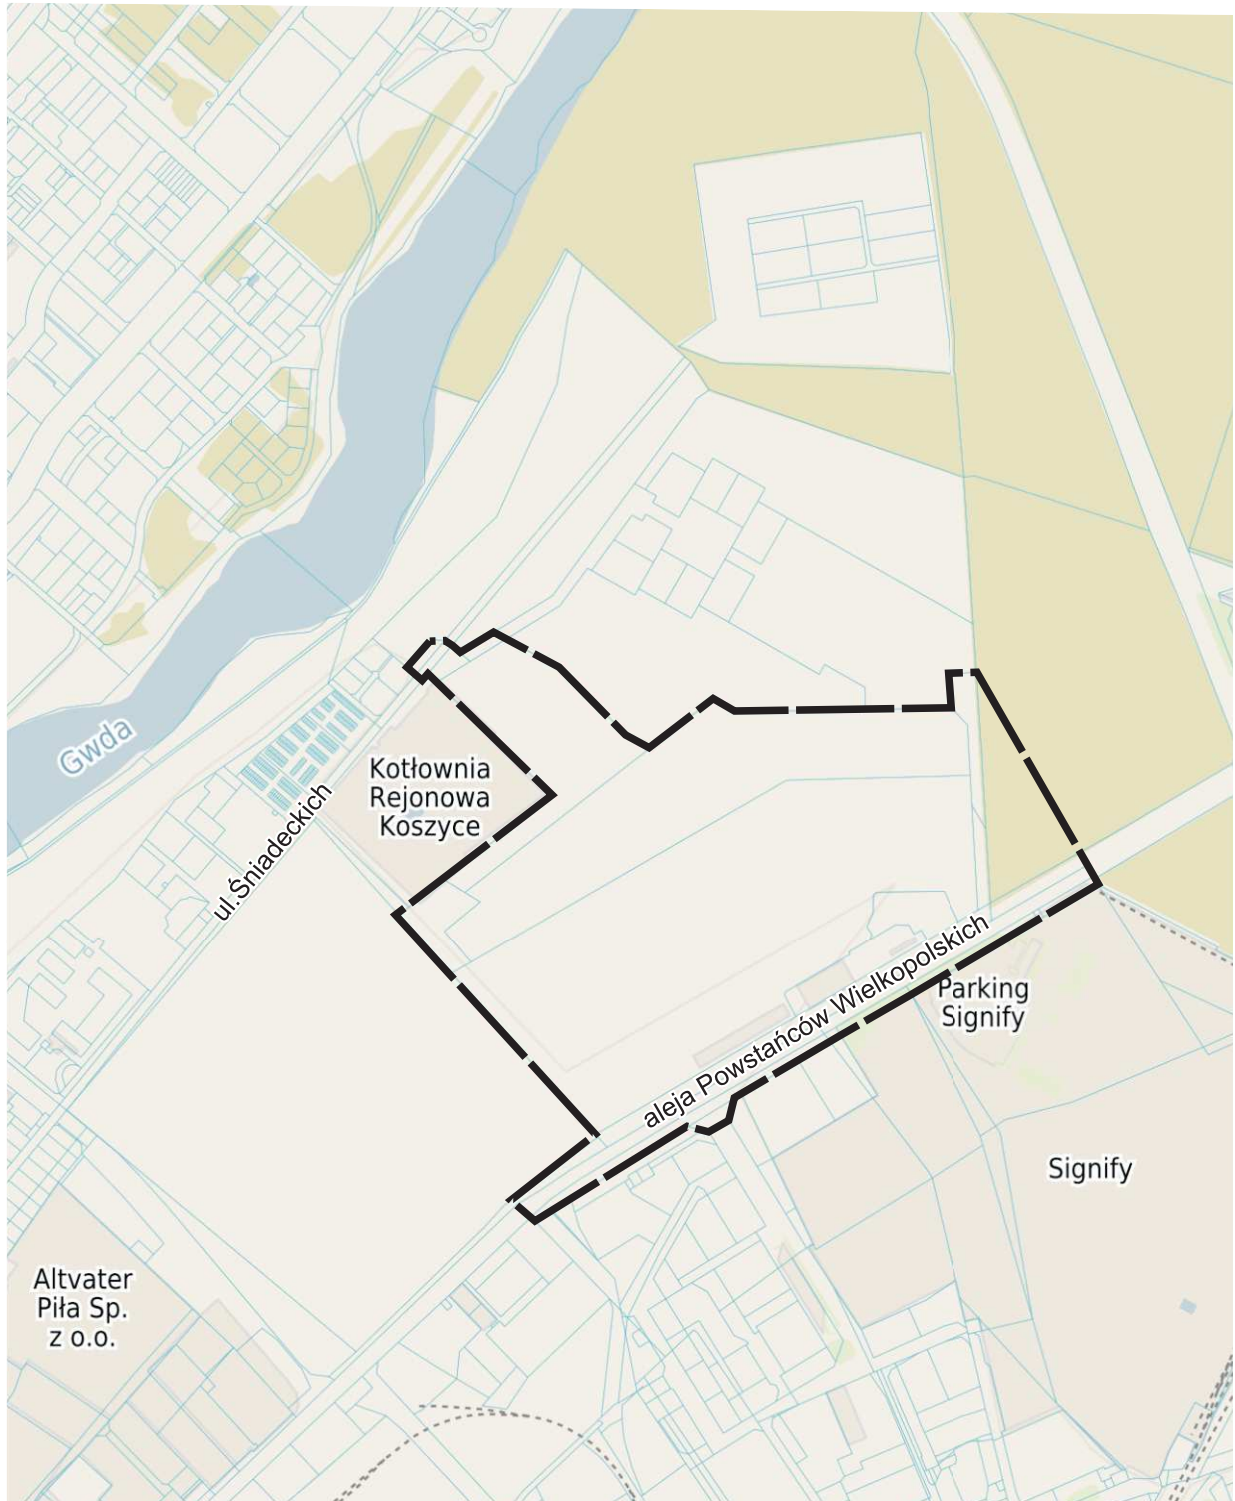 Gwda
Kotłownia
Rejonowa
Koszyce
ul.Śniadeckich
aleja Powstańców Wielkopolskich
Parking
Signify
Signify
Altvater
Piła Sp.
z o.o.